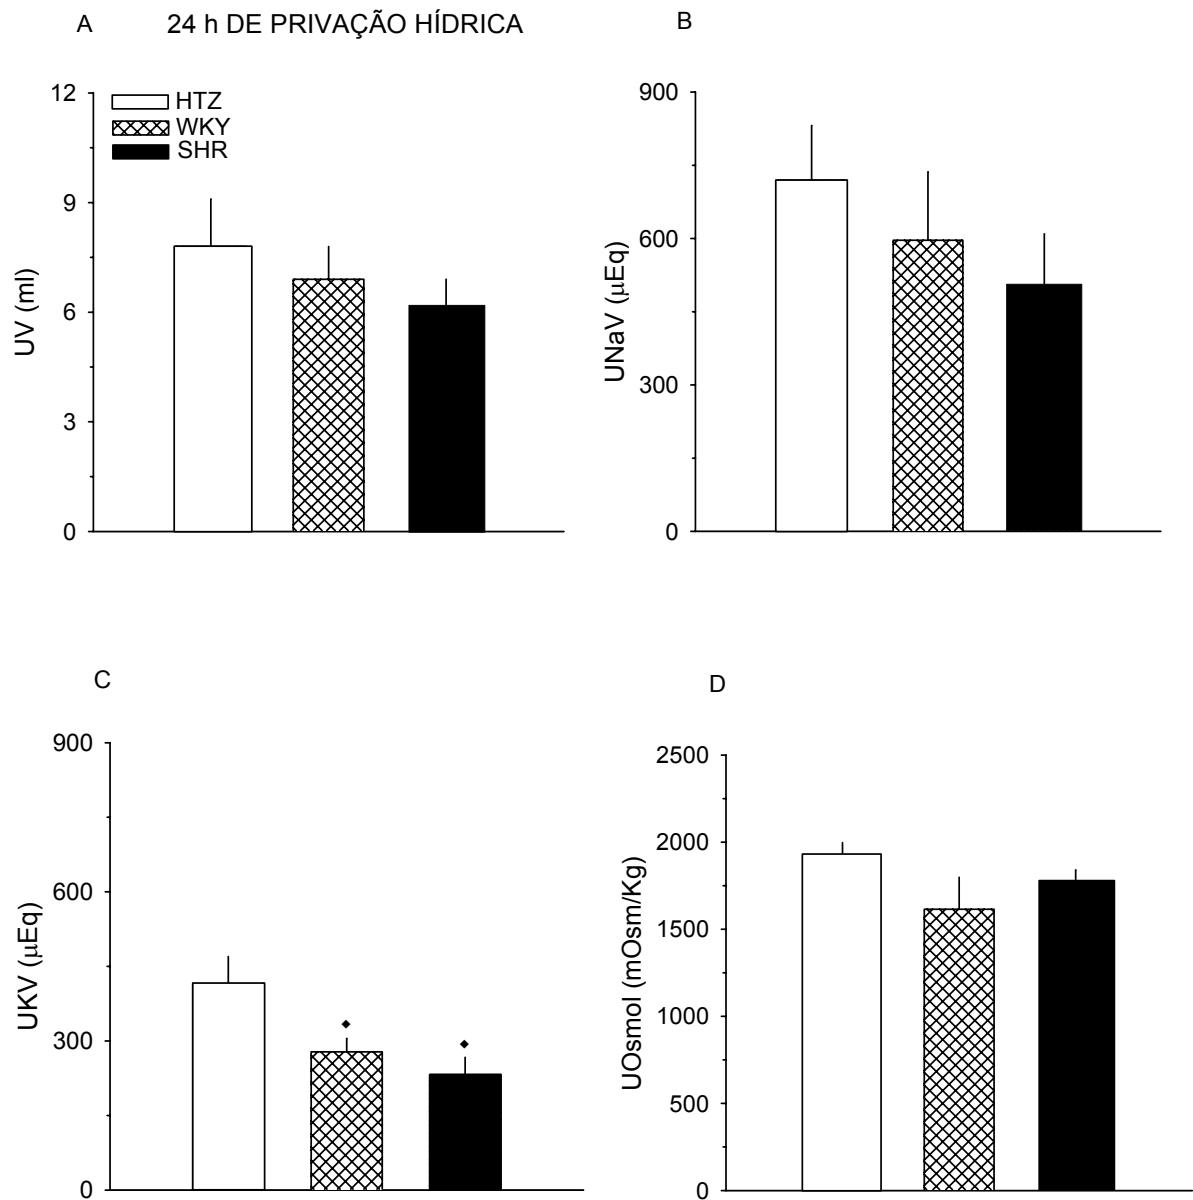 A 24 h DE PRIVAÇÃO HÍDRICA
12
9
6
3
0
UV (ml)
HTZ
WKY
SHR
B
900
600
300
0
UNaV (μEq)
C
900
600
300
0
UKV (μEq)
D
2500
2000
1500
1000
500
0
UOsmol (mOsm/Kg)